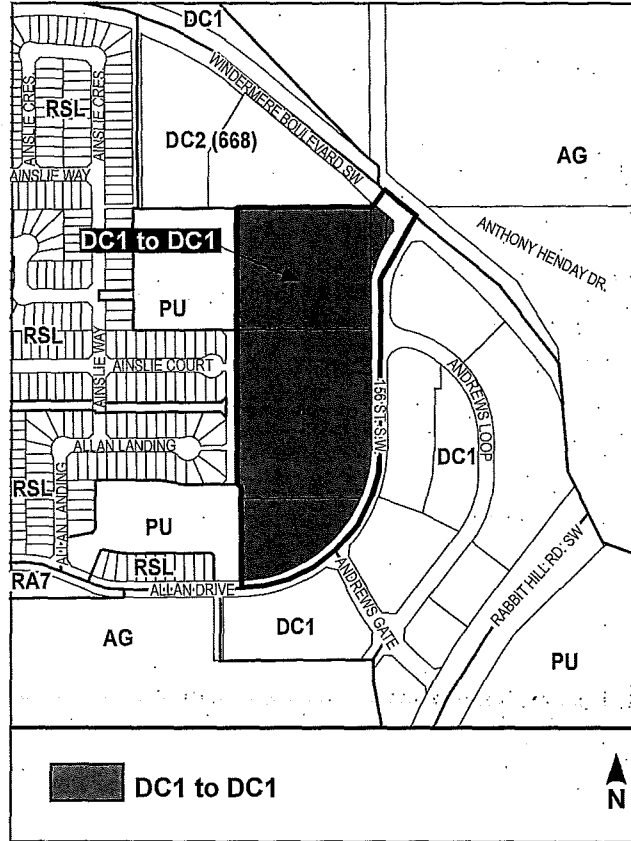 DC1
WINDERMERE BOULEVARD SW
AINSLIE CRES.
AINSLIE CRES.
RSL
DC2 (668)
AG
AINSLIE WAY
ANTHONY HENDAY DR.
DC1 to DC1
PU
RSL
AINSLIE WAY
AINSLIE COURT
156 ST. S.W.
ANDREWS LOOP
DC1
ALLAN LANDING
ALLAN LANDING
RSL
PU
RSL
RA7
ALLAN DRIVE
ANDREWS GATE
RABBIT HILL RD. SW
AG
DC1
PU
DC1 to DC1
N